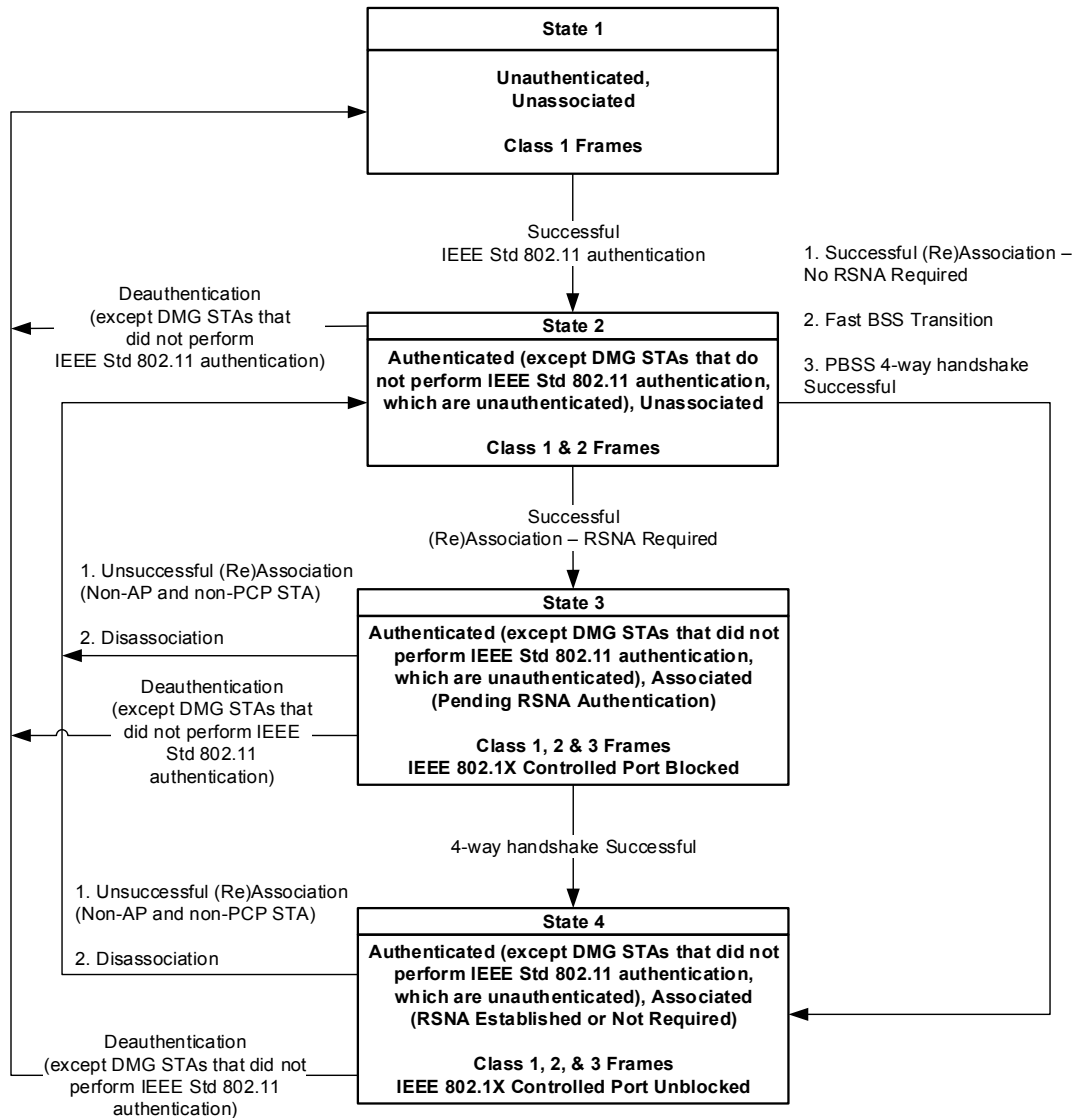 State 1
Unauthenticated,
Unassociated
Class 1 Frames
Successful
IEEE Std 802.11 authentication
1. Successful (Re)Association –
No RSNA Required
2. Fast BSS Transition
3. PBSS 4-way handshake
Successful
Deauthentication
(except DMG STAs that
did not perform
IEEE Std 802.11 authentication)
State 2
Authenticated (except DMG STAs that do
not perform IEEE Std 802.11 authentication,
which are unauthenticated), Unassociated
Class 1 & 2 Frames
Successful
(Re)Association – RSNA Required
1. Unsuccessful (Re)Association
(Non-AP and non-PCP STA)
2. Disassociation
Deauthentication
(except DMG STAs that
did not perform IEEE
Std 802.11
authentication)
State 3
Authenticated (except DMG STAs that did not
perform IEEE Std 802.11 authentication,
which are unauthenticated), Associated
(Pending RSNA Authentication)
Class 1, 2 & 3 Frames
IEEE 802.1X Controlled Port Blocked
4-way handshake Successful
1. Unsuccessful (Re)Association
(Non-AP and non-PCP STA)
2. Disassociation
Deauthentication
(except DMG STAs that did not
perform IEEE Std 802.11
authentication)
State 4
Authenticated (except DMG STAs that did not
perform IEEE Std 802.11 authentication,
which are unauthenticated), Associated
(RSNA Established or Not Required)
Class 1, 2, & 3 Frames
IEEE 802.1X Controlled Port Unblocked